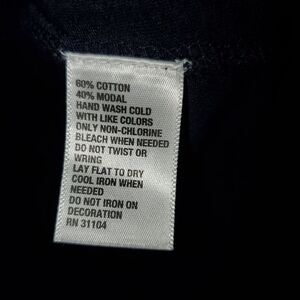 60% COTTON
40% MODAL
HAND WASH COLD
WITH LIKE COLORS
ONLY NON-CHLORINE
BLEACH WHEN NEEDED
DO NOT TWIST OR
WRING
LAY FLAT TO DRY
COOL IRON WHEN
NEEDED
DO NOT IRON ON
DECORATION
RN 31104